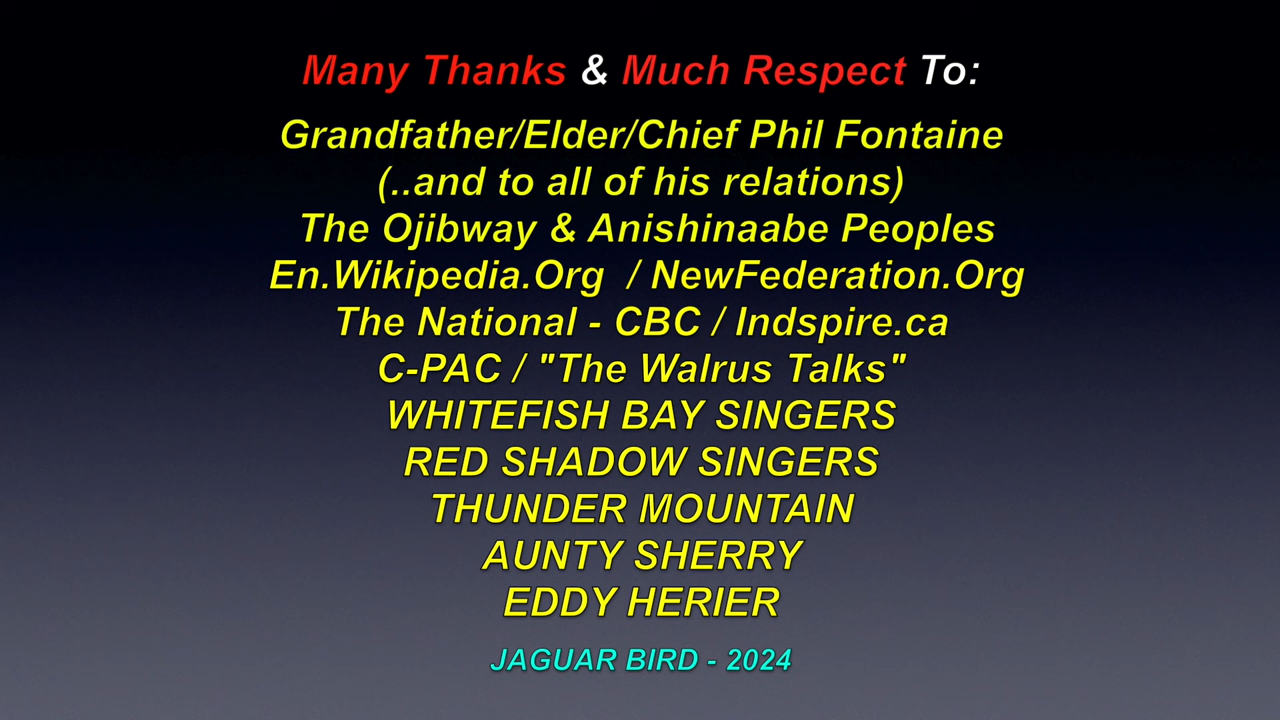 Many Thanks & Much Respect To:
Grandfather/Elder/Chief Phil Fontaine
(..and to all of his relations)
The Ojibway & Anishinaabe Peoples
En.Wikipedia.Org / NewFederation.Org
The National - CBC / Indspire.ca
C-PAC / "The Walrus Talks"
WHITEFISH BAY SINGERS
RED SHADOW SINGERS
THUNDER MOUNTAIN
AUNTY SHERRY
EDDY HERIER
JAGUAR BIRD - 2024